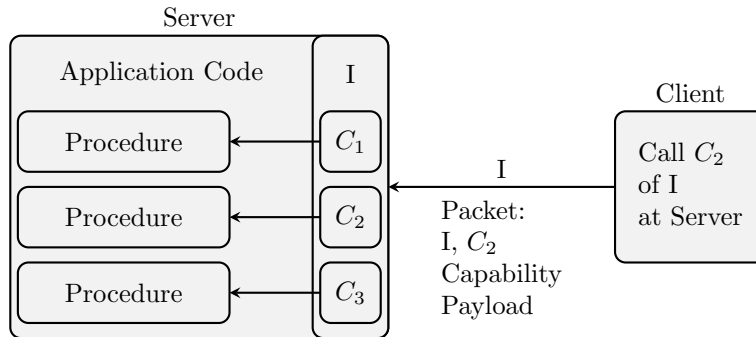 Server
Application Code
I
Procedure
C1
Procedure
C2
Procedure
C3
I
Packet:
I, C2
Capability
Payload
Client
Call C2
of I
at Server